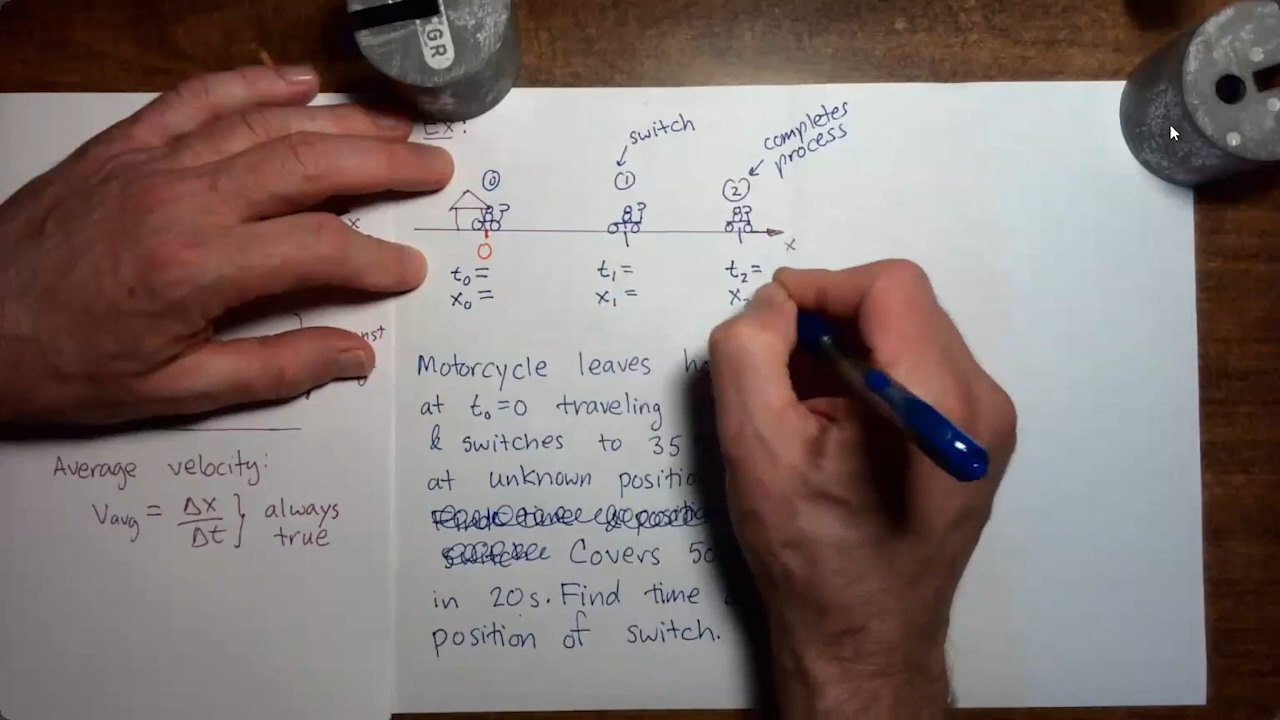 GR
Ex:
switch
completes
process
0 1 2
x
0
x
t₀= t₁= t₂=
x₀= x₁= x₂
nst
Motorcycle leaves
at t₀=0 traveling
& switches to 35
at unknown
Covers
in 20s. Find time
position of switch.
Average velocity:
Vavg = Δx/Δt } always
true